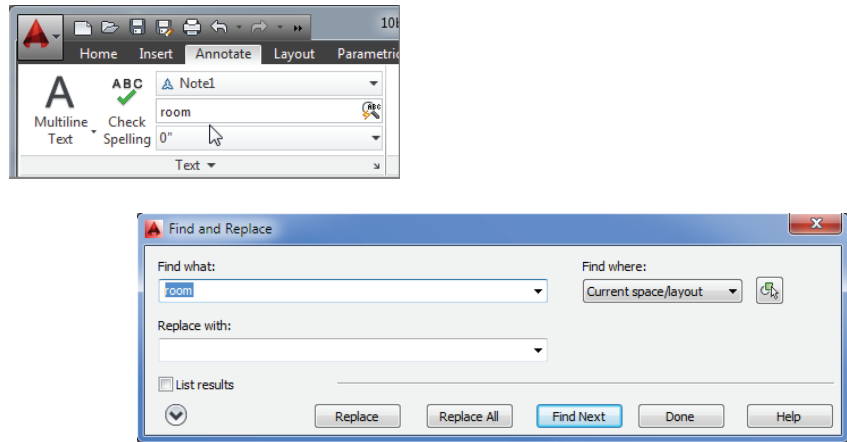 10
Home Insert Annotate Layout Parametric
A ABC Note1
room
Multiline Check
Text Spelling 0"
Text
Find and Replace
Find what: Find where:
room Current space/layout
Replace with:
List results
Replace Replace All Find Next Done Help